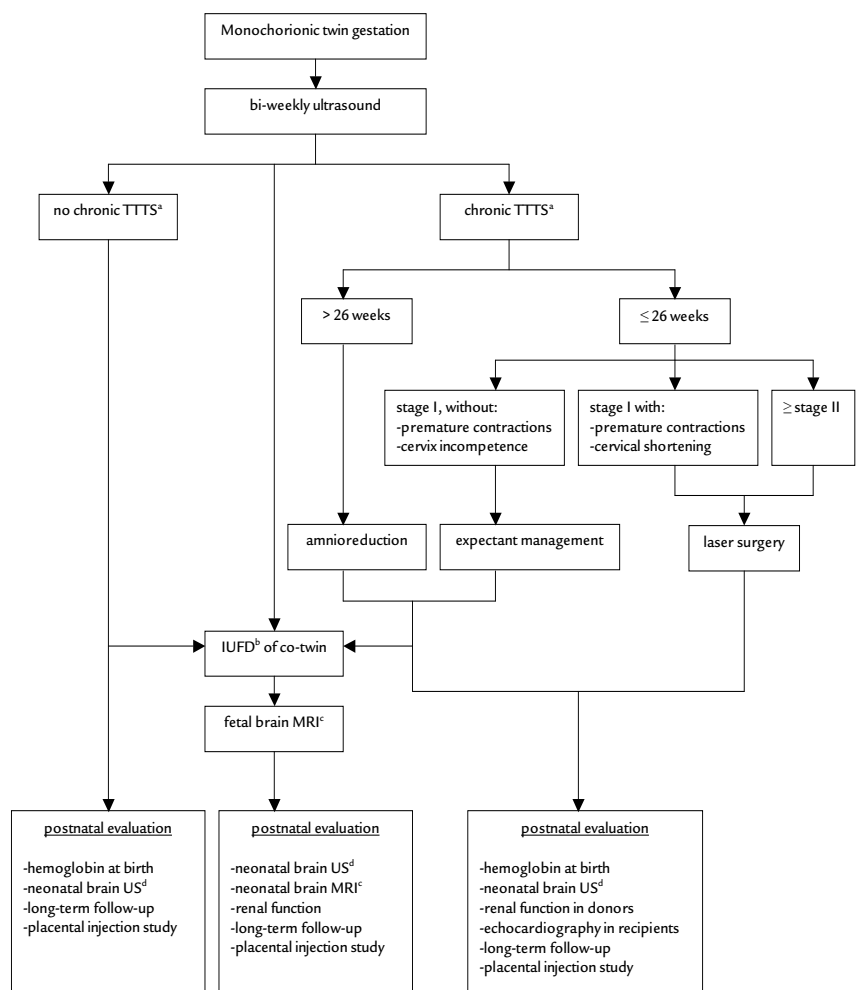 Monochorionic twin gestation
bi-weekly ultrasound
no chronic TTTSᵃ
chronic TTTSᵃ
> 26 weeks
≤ 26 weeks
stage I, without:
-premature contractions
-cervix incompetence
stage I with:
-premature contractions
-cervical shortening
≥ stage II
amnioreduction
expectant management
laser surgery
IUFDᵇ of co-twin
fetal brain MRIᶜ
postnatal evaluation
-hemoglobin at birth
-neonatal brain USᵈ
-long-term follow-up
-placental injection study
postnatal evaluation
-neonatal brain USᵈ
-neonatal brain MRIᶜ
-renal function
-long-term follow-up
-placental injection study
postnatal evaluation
-hemoglobin at birth
-neonatal brain USᵈ
-renal function in donors
-echocardiography in recipients
-long-term follow-up
-placental injection study